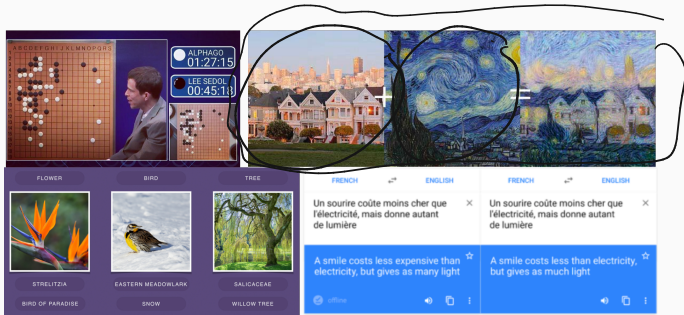 ABCDEFGHJKLMNOPQRS
ALPHAGO
01:27:15
LEE SEDOL
00:45:18
FLOWER
BIRD
TREE
STRELITZIA
EASTERN MEADOWLARK
SALICACEAE
BIRD OF PARADISE
SNOW
WILLOW TREE
FRENCH
ENGLISH
Un sourire coûte moins cher que
l'électricité, mais donne autant
de lumière
A smile costs less expensive than
electricity, but gives as many light
offline
FRENCH
ENGLISH
Un sourire coûte moins cher que
l'électricité, mais donne autant
de lumière
A smile costs less than electricity,
but gives as much light